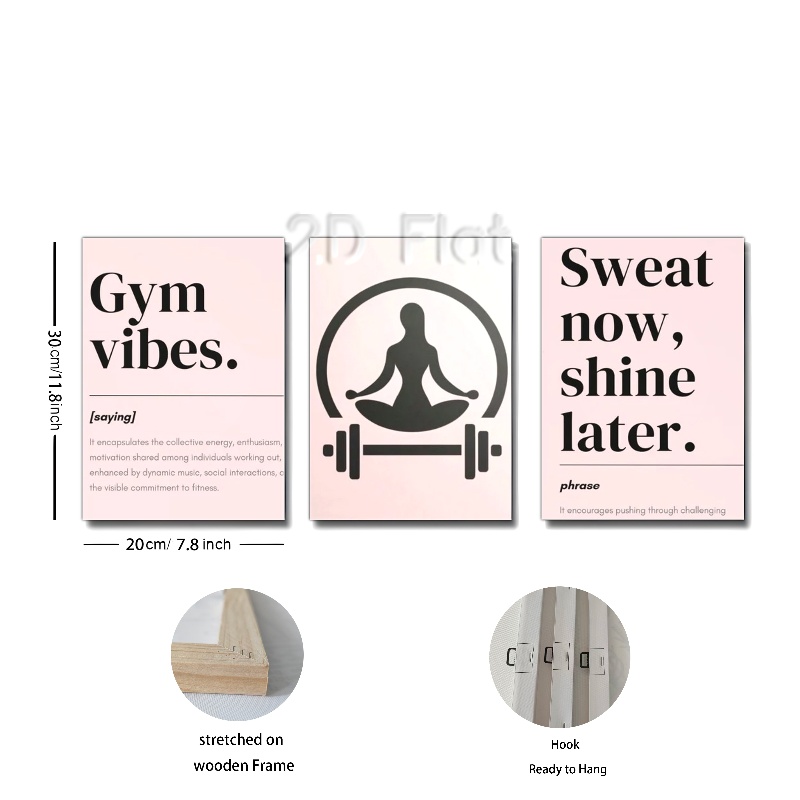 2D Flat
Gym
vibes.
[saying]
It encapsulates the collective energy, enthusiasm,
motivation shared among individuals working out,
enhanced by dynamic music, social interactions, c
the visible commitment to fitness.
Sweat
now,
shine
later.
phrase
It encourages pushing through challenging
30cm/11.8inch
20cm/ 7.8 inch
stretched on
wooden Frame
Hook
Ready to Hang